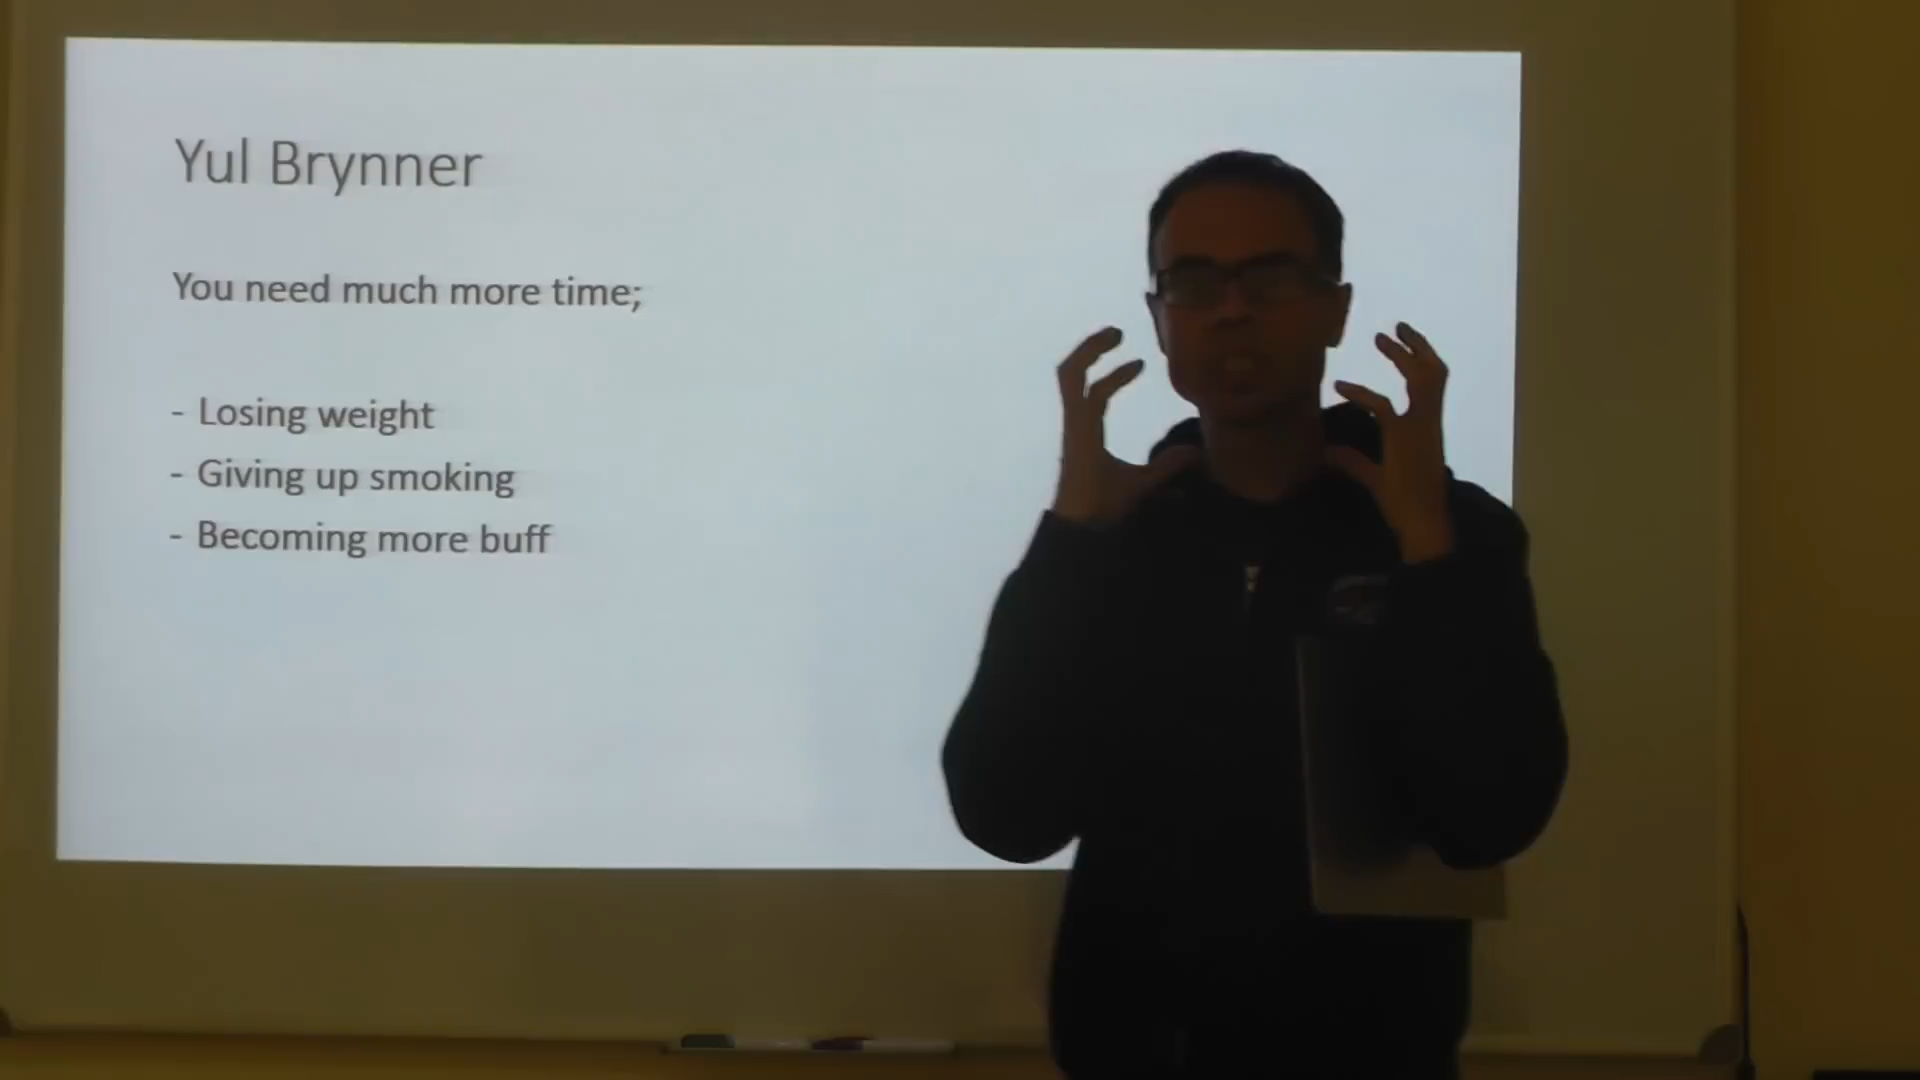 Yul Brynner
You need much more time;
- Losing weight
- Giving up smoking
- Becoming more buff